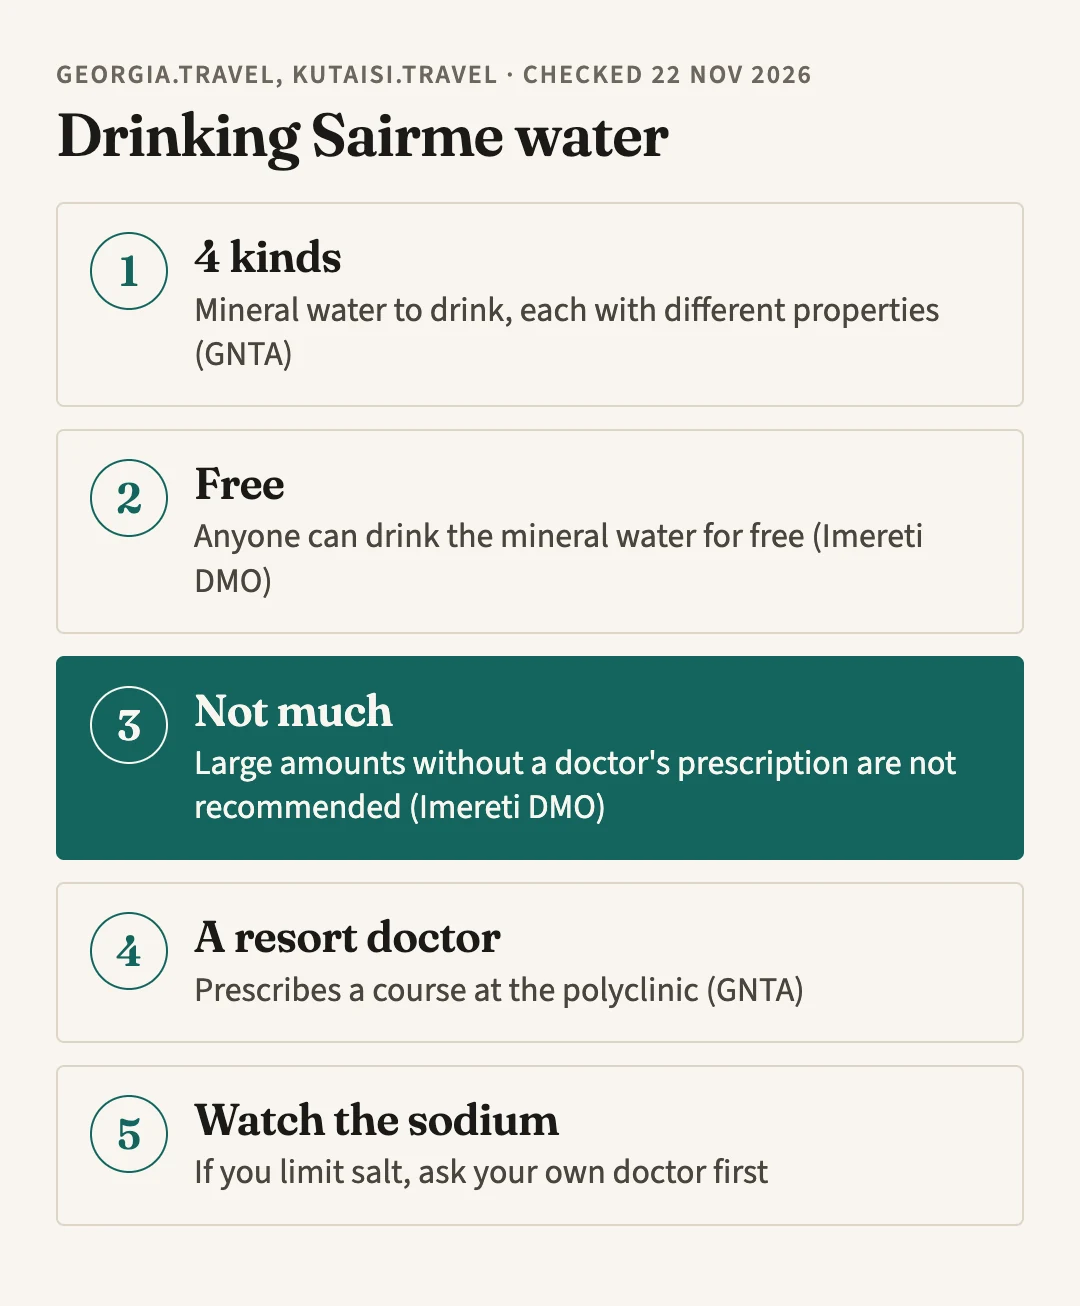 GEORGIA.TRAVEL, KUTAISI.TRAVEL · CHECKED 22 NOV 2026
Drinking Sairme water
1
4 kinds
Mineral water to drink, each with different properties
(GNTA)
2
Free
Anyone can drink the mineral water for free (Imereti
DMO)
3
Not much
Large amounts without a doctor's prescription are not
recommended (Imereti DMO)
4
A resort doctor
Prescribes a course at the polyclinic (GNTA)
5
Watch the sodium
If you limit salt, ask your own doctor first